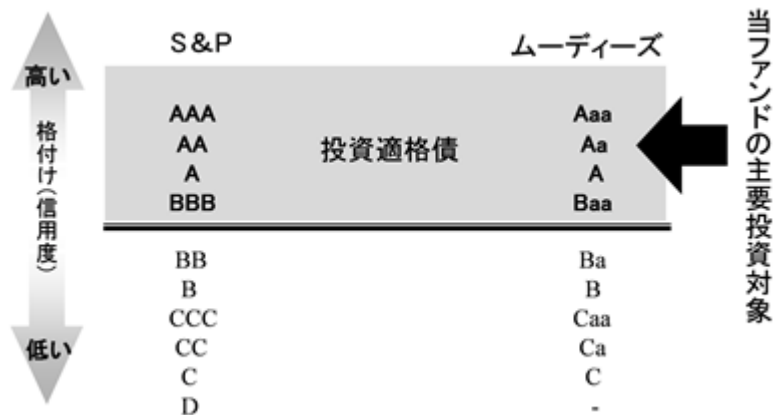 S&P ムーディーズ
高い
格付け(信用度)
低い
AAA Aaa
AA 投資適格債 Aa
A A
BBB Baa
BB Ba
B B
CCC Caa
CC Ca
C C
D -
当ファンドの主要投資対象